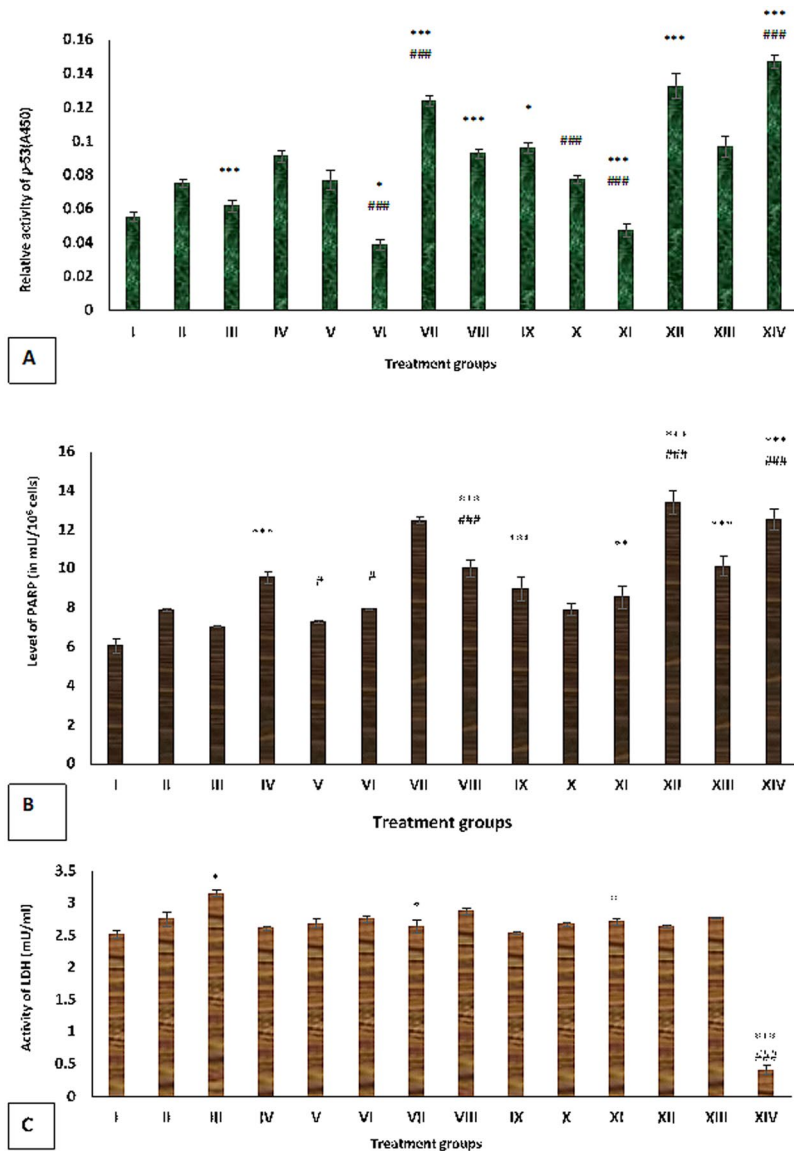 *** ***
*** ### *** ###
0.16
0.14 *** *
0.12 ###
0.1 *** *** ###
0.08 * ###
0.06
0.04
0.02
0
Relative activity of p-53(A450)
I II III IV V VI VII VIII IX X XI XII XIII XIV
A
Treatment groups
*** ***
16 ### ###
14 *** ***
12 *** ### *** **
10 # #
8
6
4
2
0
Level of PARP (in mU/10⁶ cells)
I II III IV V VI VII VIII IX X XI XII XIII XIV
B
Treatment groups
3.5 *
3
2.5
2
1.5
1 ***
0.5 ###
0
Activity of LDH (mU/ml)
I II III IV V VI VII VIII IX X XI XII XIII XIV
C
Treatment groups